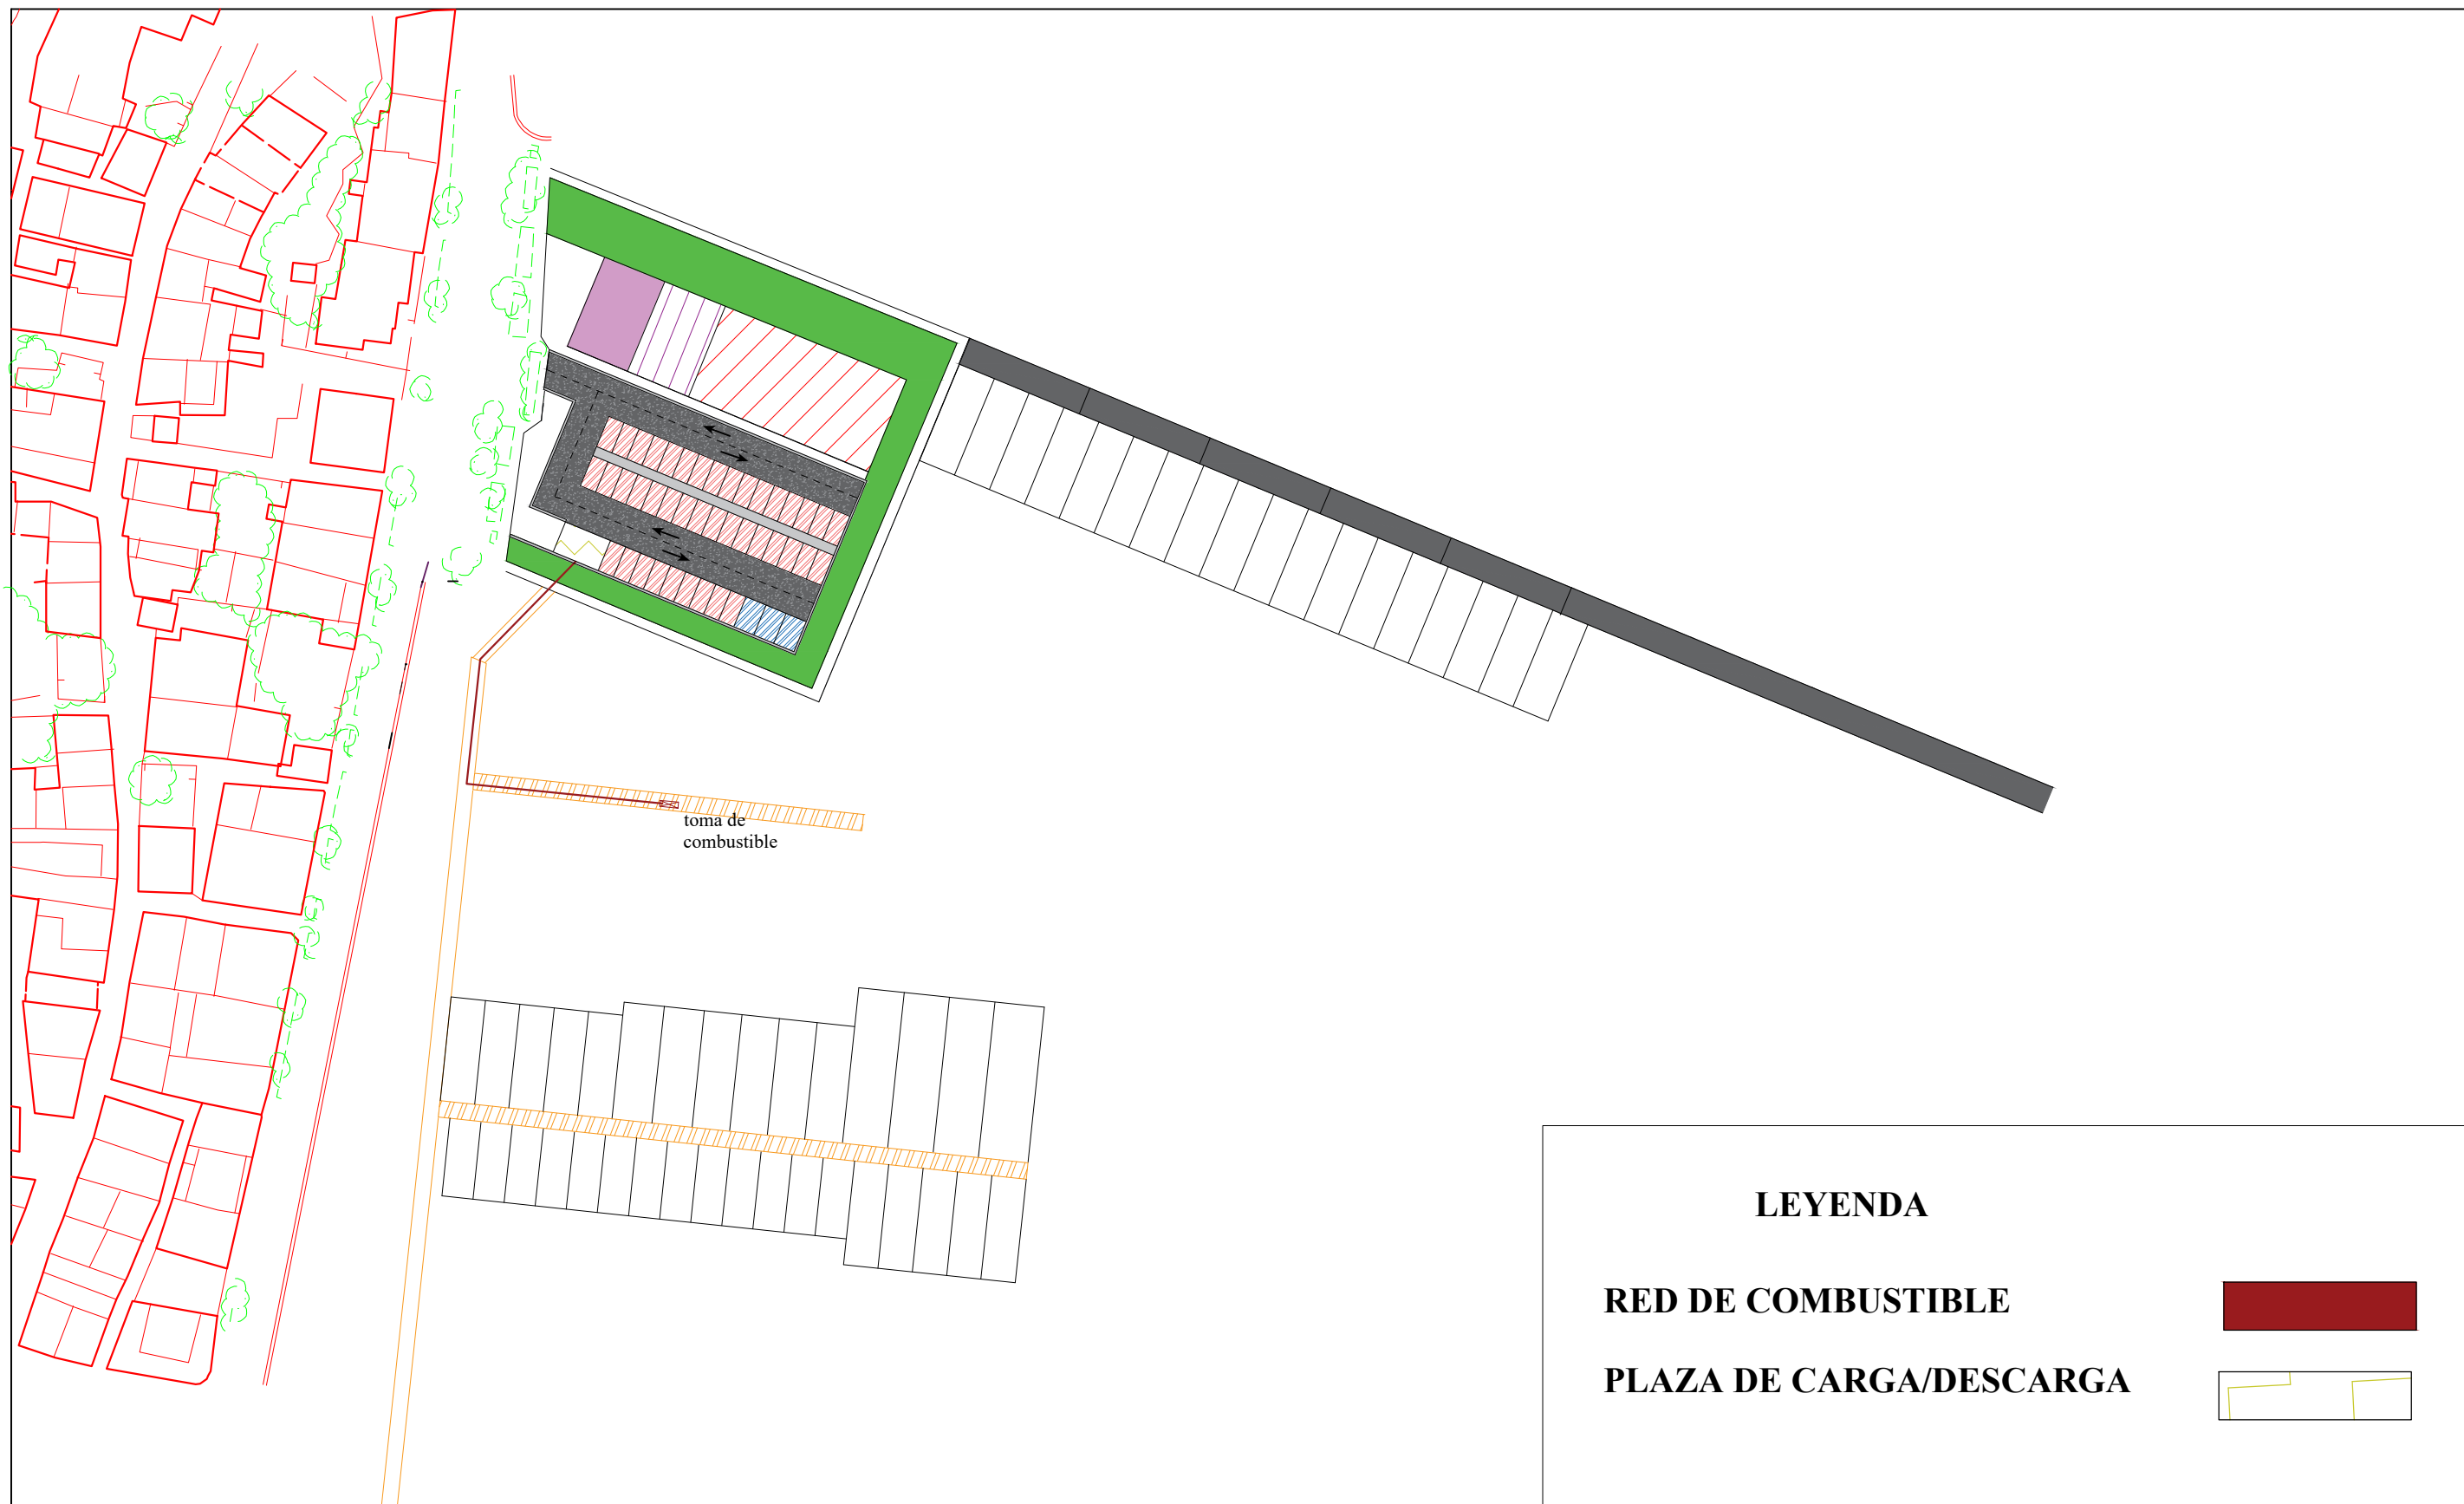 toma de
combustible
LEYENDA
RED DE COMBUSTIBLE
PLAZA DE CARGA/DESCARGA